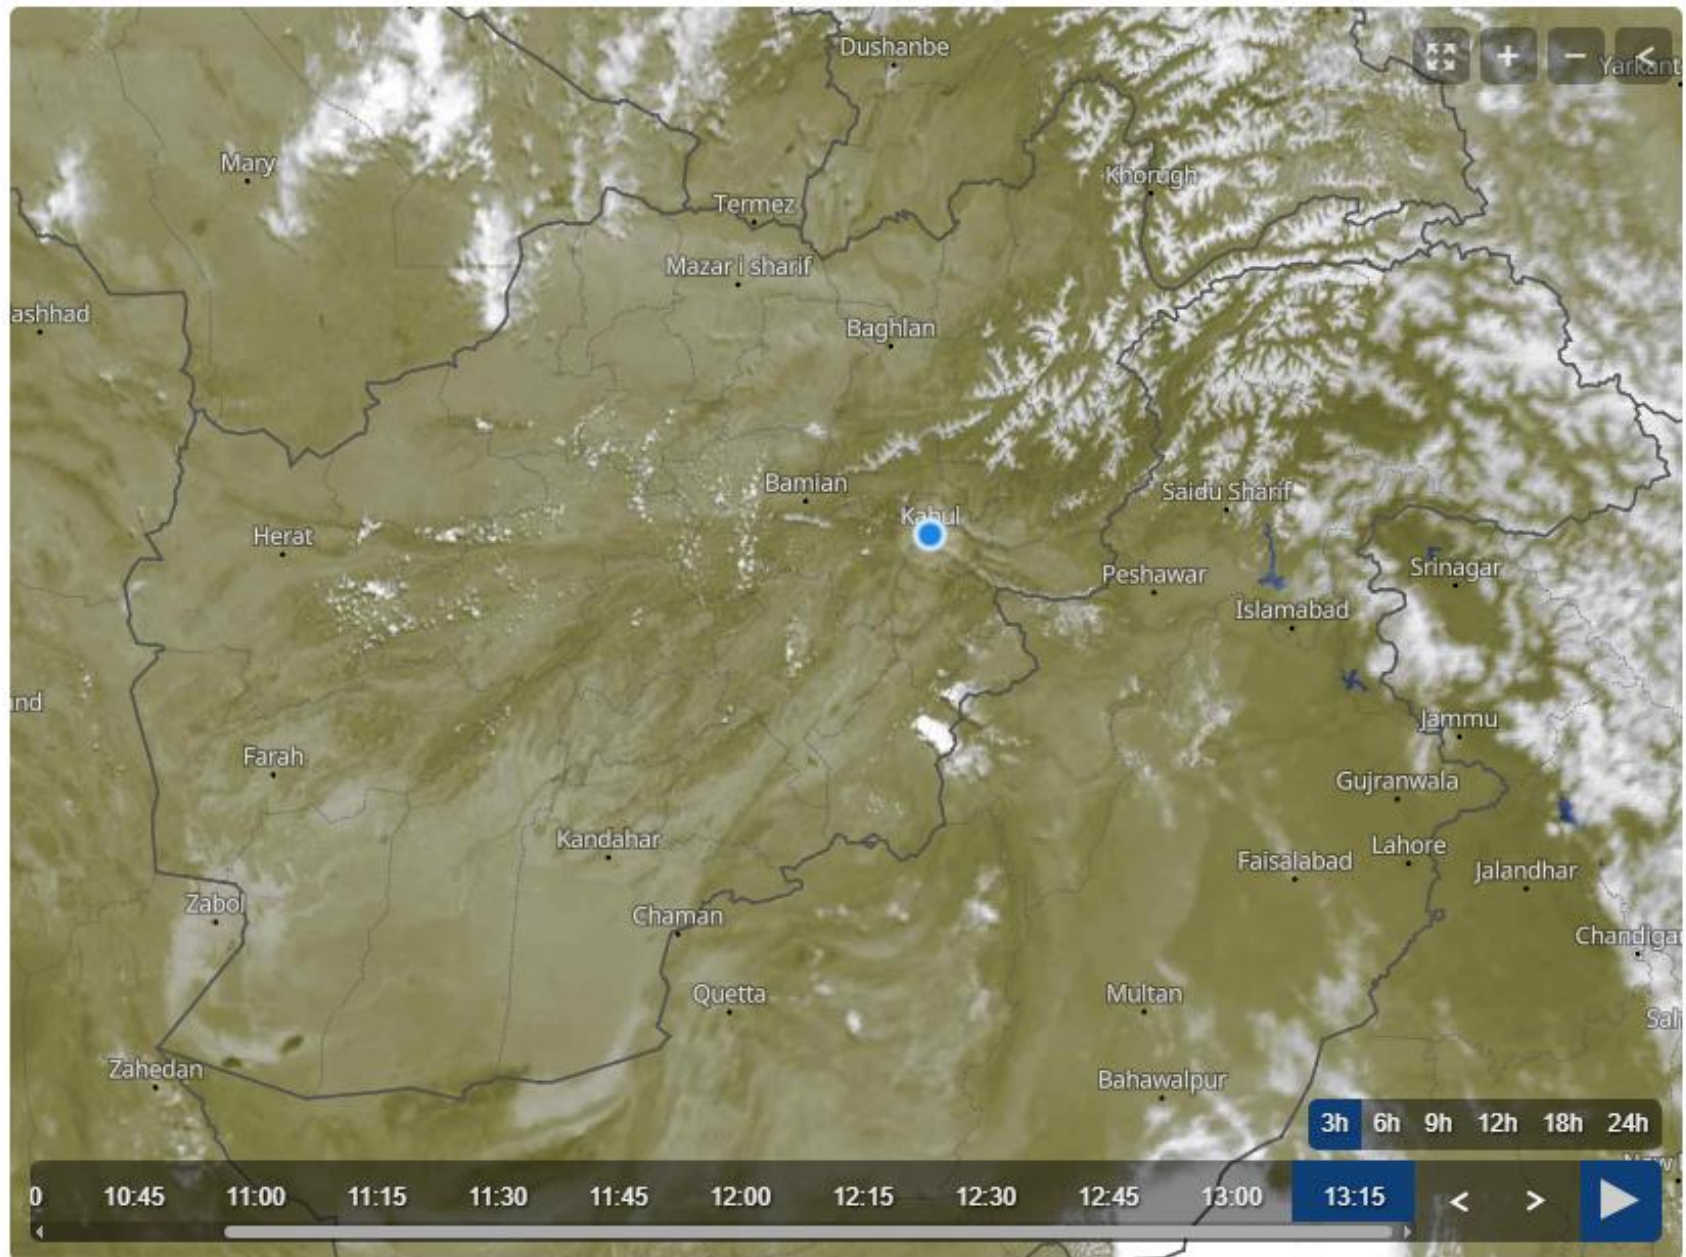 Dushanbe
Yarkant
Mary
Khorugh
Termez
Mazar i sharif
ashhad
Baghlan
Bamian
Saidu Sharif
Kabul
Herat
Srinagar
Peshawar
Islamabad
and
Jammu
Farah
Gujranwala
Kandahar
Lahore
Faisalabad
Jalandhar
Zabol
Chaman
Chandigar
Quetta
Multan
Sah
Zahedan
Bahawalpur
3h 6h 9h 12h 18h 24h
New
0 10:45 11:00 11:15 11:30 11:45 12:00 12:15 12:30 12:45 13:00 13:15 < >